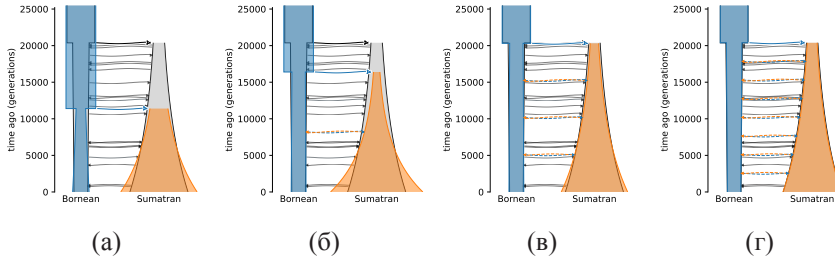 25000
20000
15000
10000
5000
0
time ago (generations)
Bornean Sumatran
(а)
25000
20000
15000
10000
5000
0
time ago (generations)
Bornean Sumatran
(б)
25000
20000
15000
10000
5000
0
time ago (generations)
Bornean Sumatran
(в)
25000
20000
15000
10000
5000
0
time ago (generations)
Bornean Sumatran
(г)